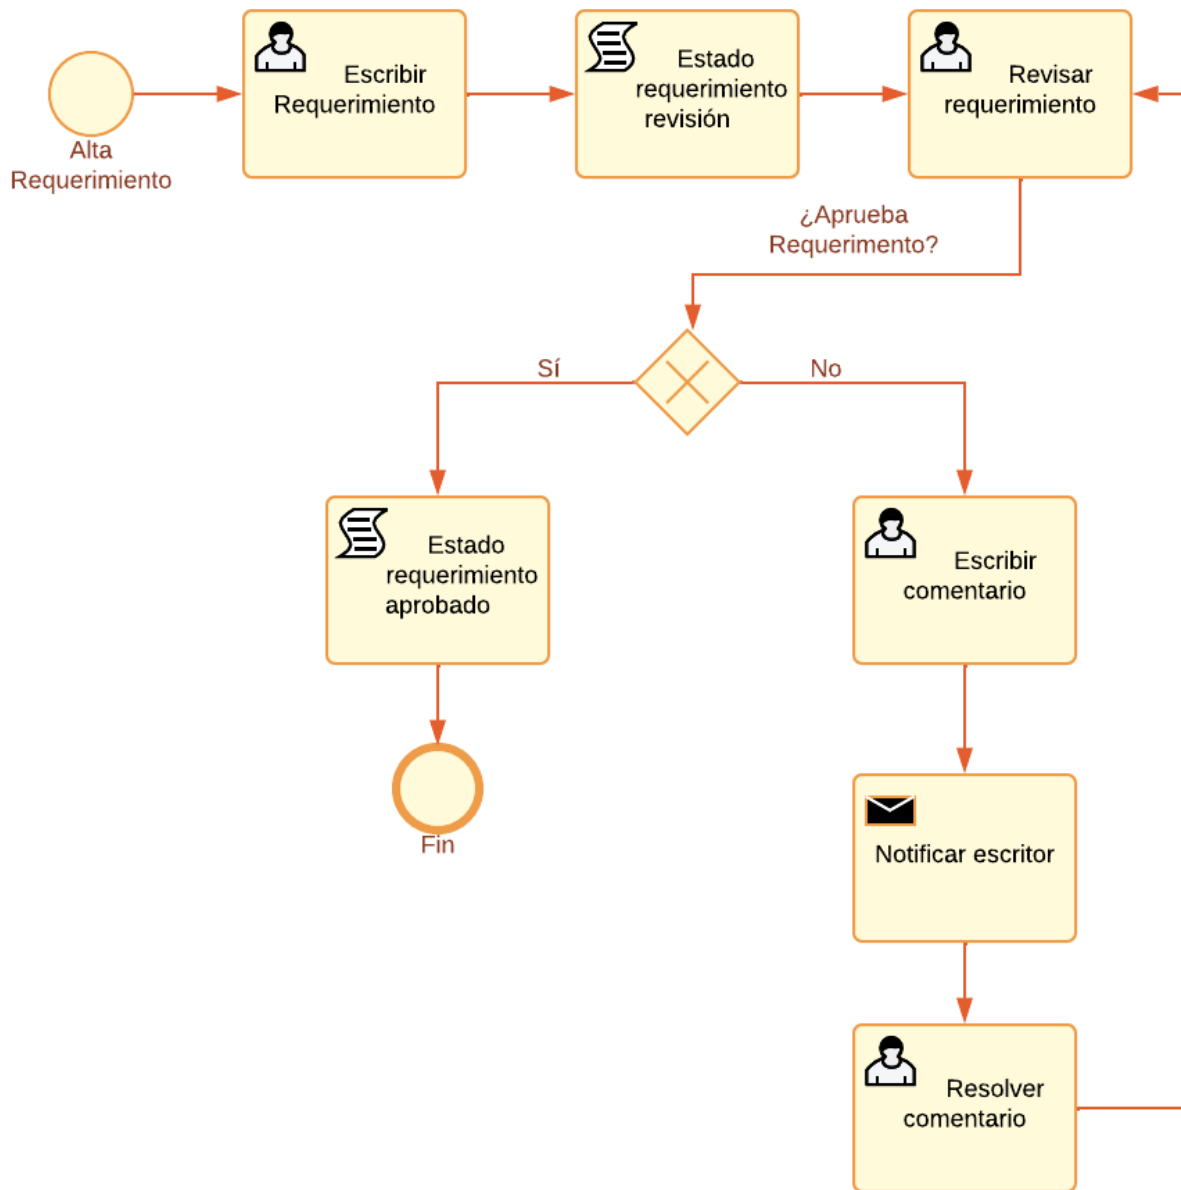 Alta
Requerimiento
Escribir
Requerimiento
Estado
requerimiento
revisión
Revisar
requerimiento
¿Aprueba
Requerimento?
Sí
No
Estado
requerimiento
aprobado
Fin
Escribir
comentario
Notificar escritor
Resolver
comentario